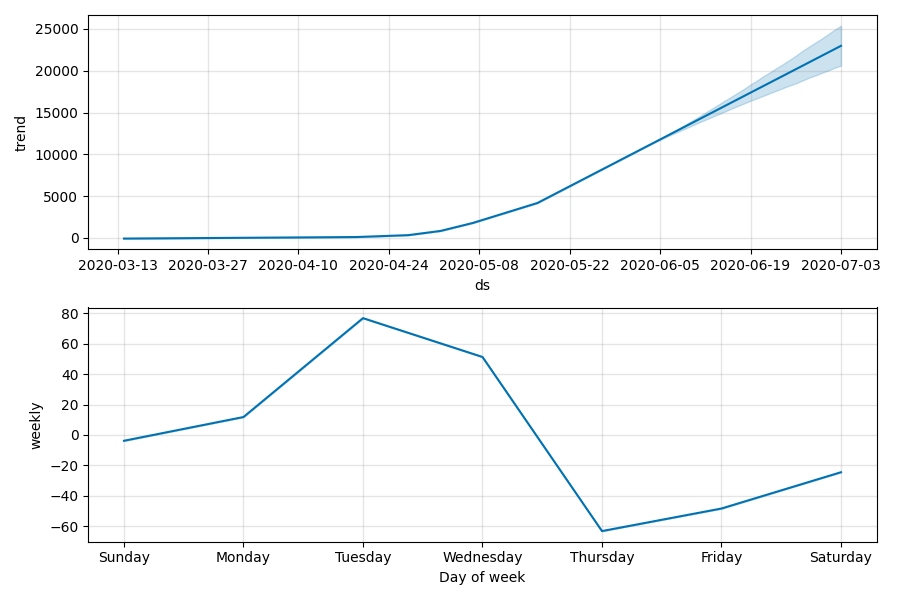 25000
20000
15000
10000
5000
0
trend
2020-03-13 2020-03-27 2020-04-10 2020-04-24 2020-05-08 2020-05-22 2020-06-05 2020-06-19 2020-07-03
ds
80
60
40
20
0
−20
−40
−60
weekly
Sunday Monday Tuesday Wednesday Thursday Friday Saturday
Day of week